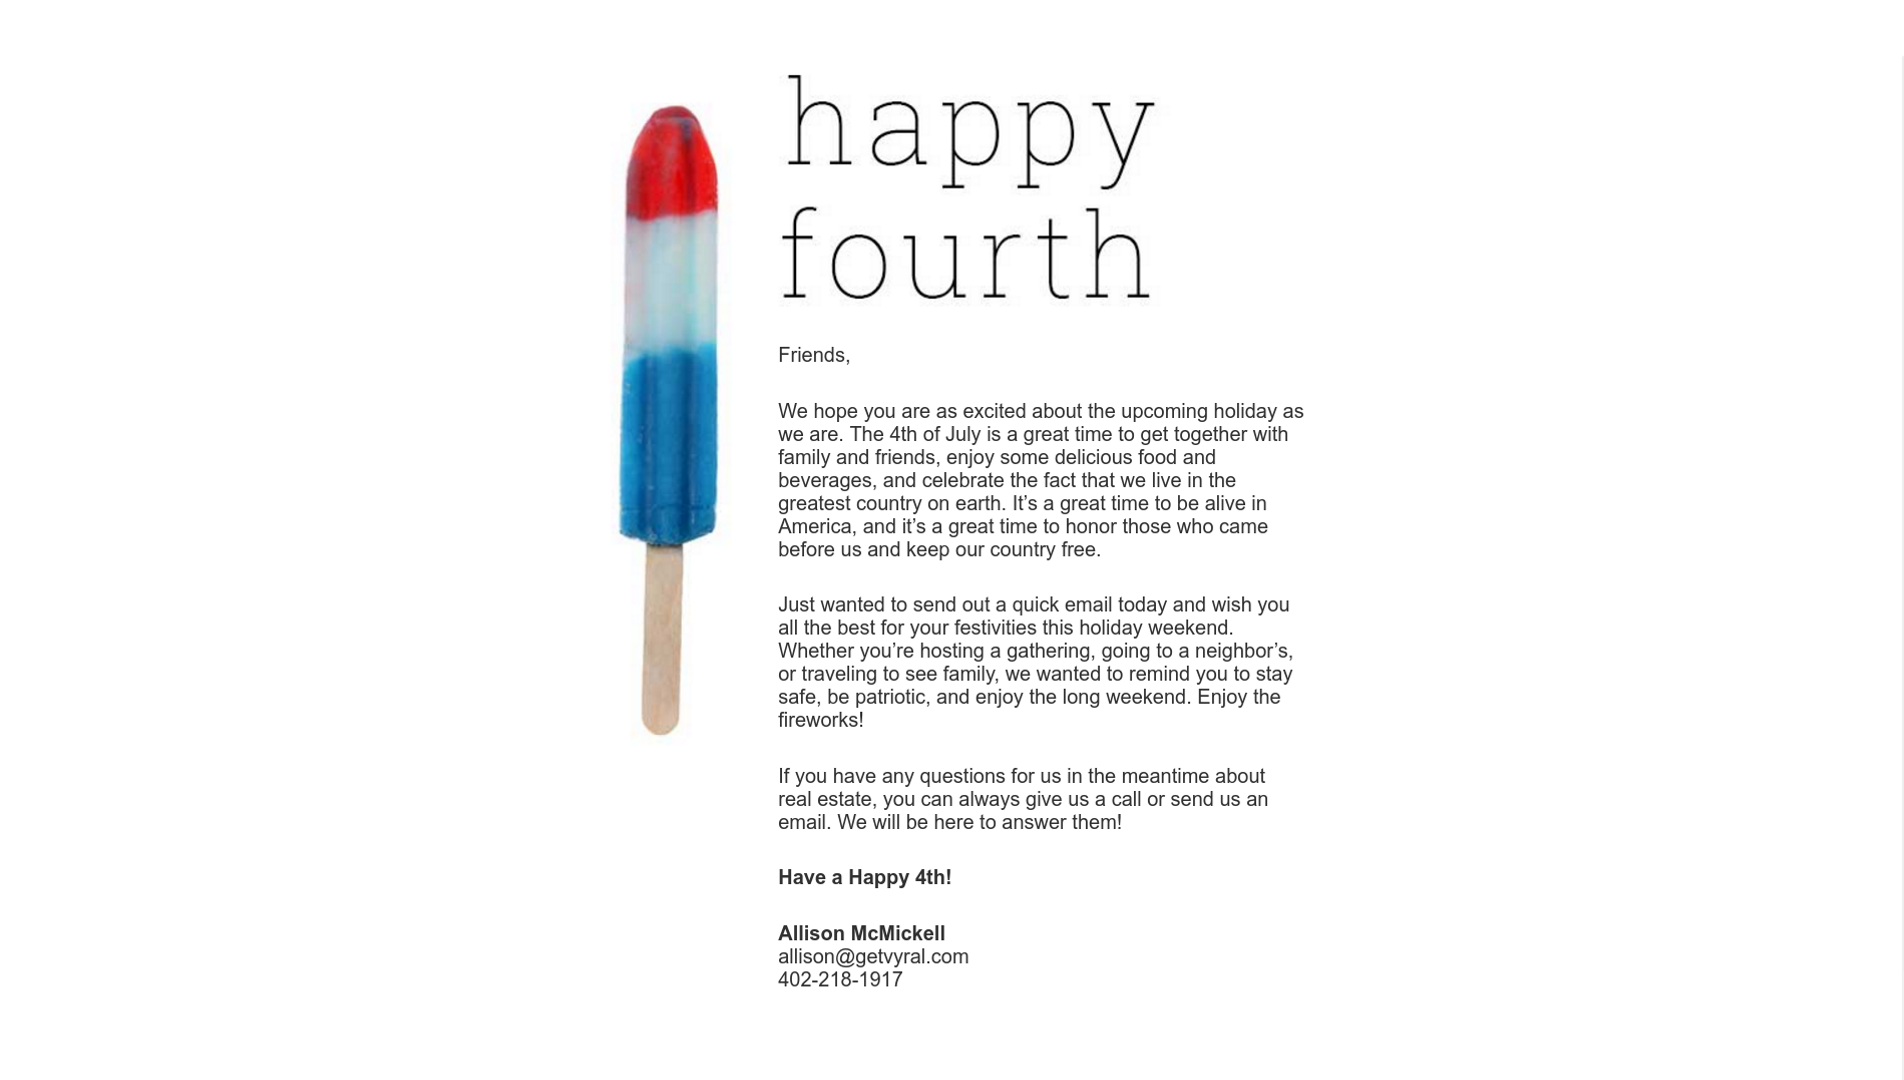 happy
fourth
Friends,
We hope you are as excited about the upcoming holiday as
we are. The 4th of July is a great time to get together with
family and friends, enjoy some delicious food and
beverages, and celebrate the fact that we live in the
greatest country on earth. It’s a great time to be alive in
America, and it’s a great time to honor those who came
before us and keep our country free.
Just wanted to send out a quick email today and wish you
all the best for your festivities this holiday weekend.
Whether you’re hosting a gathering, going to a neighbor’s,
or traveling to see family, we wanted to remind you to stay
safe, be patriotic, and enjoy the long weekend. Enjoy the
fireworks!
If you have any questions for us in the meantime about
real estate, you can always give us a call or send us an
email. We will be here to answer them!
Have a Happy 4th!
Allison McMickell
allison@getvyral.com
402-218-1917